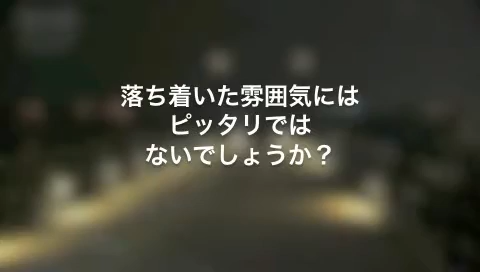 落ち着いた雰囲気には
ピッタリでは
ないでしょうか？